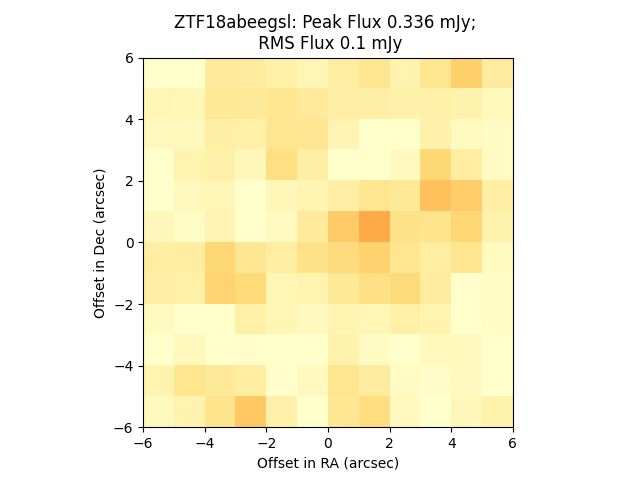 ZTF18abeegsl: Peak Flux 0.336 mJy;
RMS Flux 0.1 mJy
6
4
2
0
−2
−4
−6
Offset in Dec (arcsec)
−6 −4 −2 0 2 4 6
Offset in RA (arcsec)